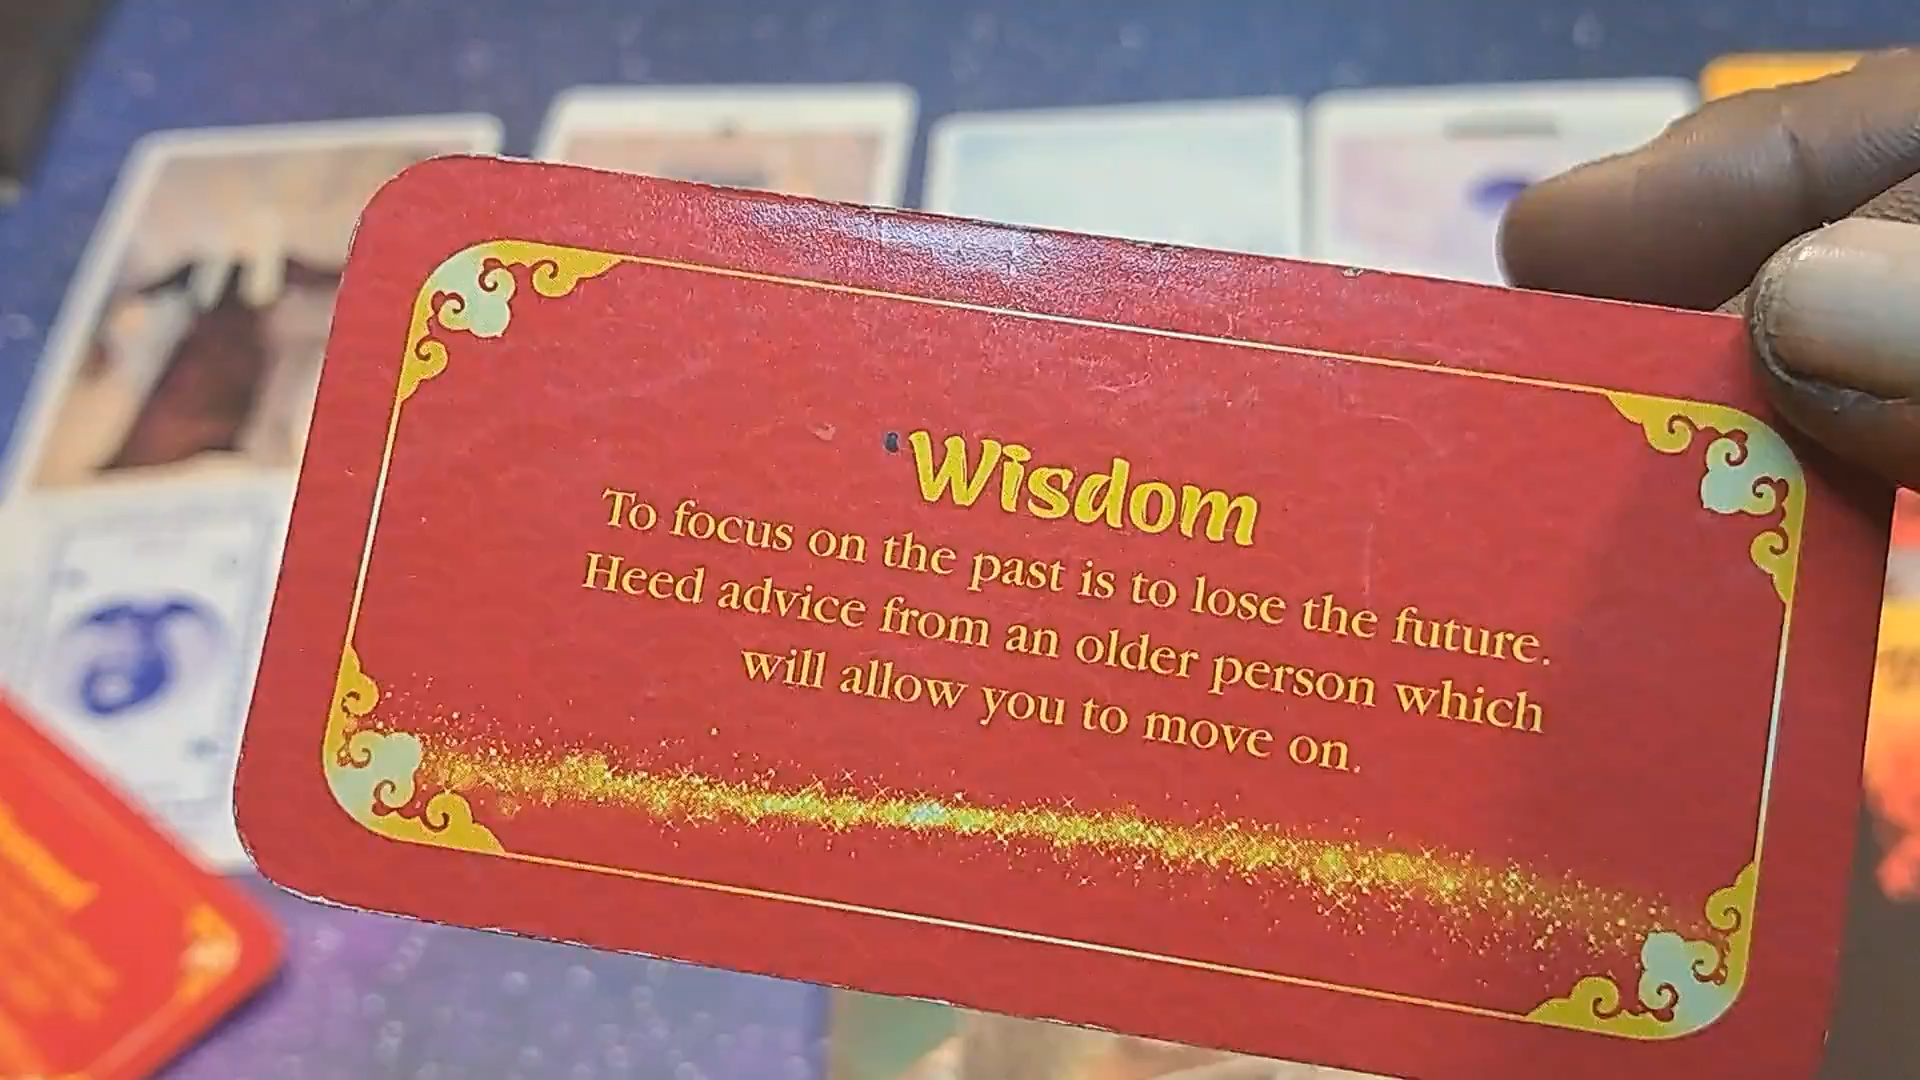 Wisdom
To focus on the past is to lose the future.
Heed advice from an older person which
will allow you to move on.